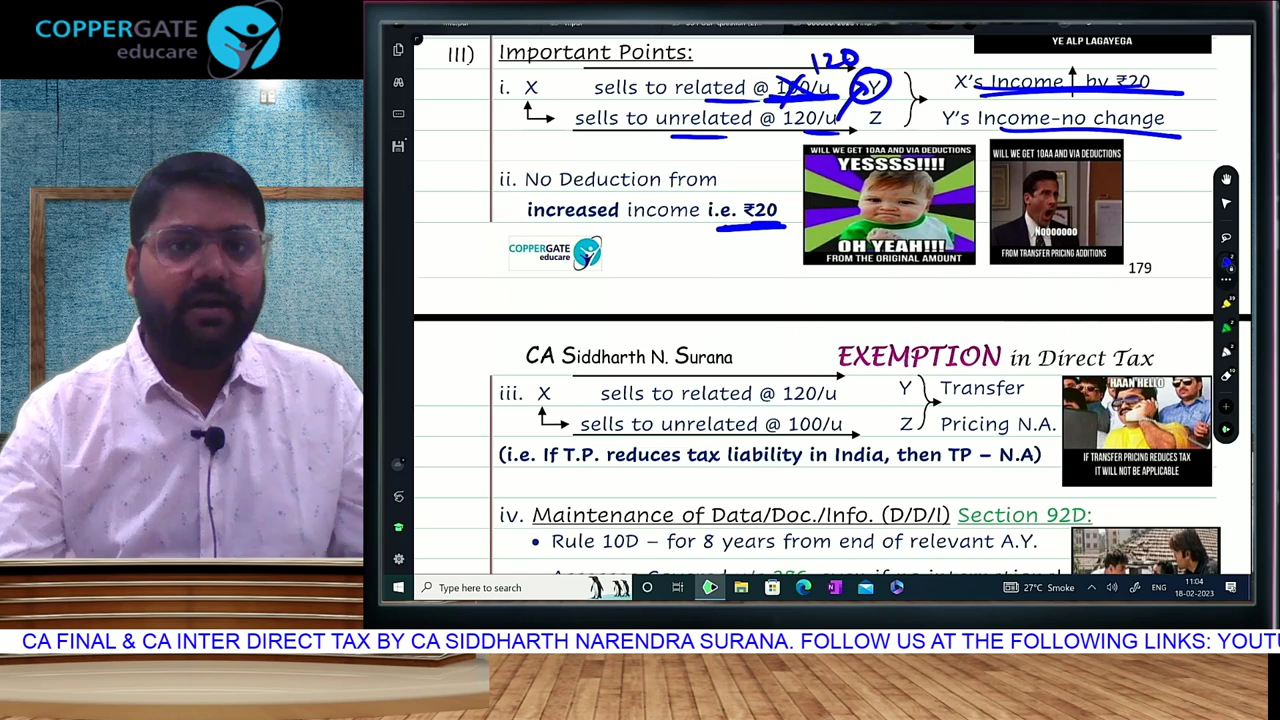 COPPERGATE
educare
YE ALP LAGAYEGA
III) Important Points:
120
i. X sells to related @ 100/u Y X's Income ↑ by ₹20
sells to unrelated @ 120/u Z Y's Income-no change
WILL WE GET 10AA AND VIA DEDUCTIONS
YESSSS!!!!
OH YEAH!!!
FROM THE ORIGINAL AMOUNT
WILL WE GET 10AA AND VIA DEDUCTIONS
Nooooooo
FROM TRANSFER PRICING ADDITIONS
ii. No Deduction from
increased income i.e. ₹20
COPPERGATE
educare
179
CA Siddharth N. Surana EXEMPTION in Direct Tax
iii. X sells to related @ 120/u Y Transfer
sells to unrelated @ 100/u Z Pricing N.A.
(i.e. If T.P. reduces tax liability in India, then TP – N.A)
HAAN HELLO
IF TRANSFER PRICING REDUCES TAX
IT WILL NOT BE APPLICABLE
iv. Maintenance of Data/Doc./Info. (D/D/I) Section 92D:
• Rule 10D – for 8 years from end of relevant A.Y.
Type here to search
27°C Smoke
ENG
11:04
18-02-2023
CA FINAL & CA INTER DIRECT TAX BY CA SIDDHARTH NARENDRA SURANA. FOLLOW US AT THE FOLLOWING LINKS: YOUTU